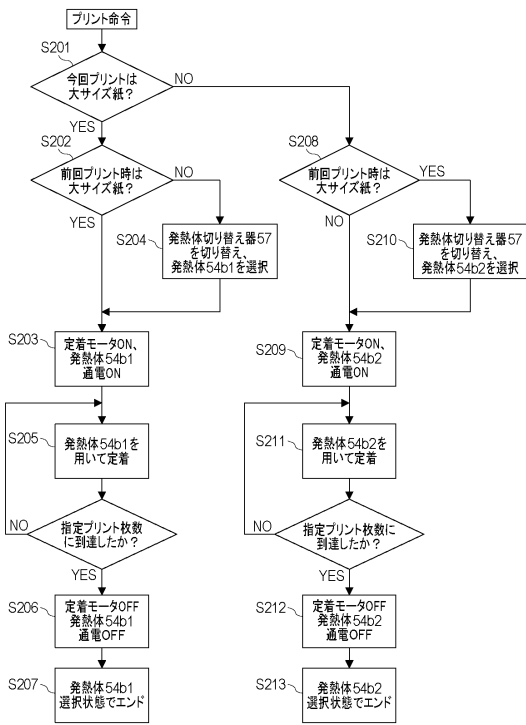 プリント命令
S201
今回プリントは
大サイズ紙？
NO
YES
S202
前回プリント時は
大サイズ紙？
NO
YES
S204
発熱体切り替え器57
を切り替え、
発熱体54b1を選択
S203
定着モータON、
発熱体54b1
通電ON
S205
発熱体54b1を
用いて定着
指定プリント枚数
に到達したか？
NO
YES
S206
定着モータOFF
発熱体54b1
通電OFF
S207
発熱体54b1
選択状態でエンド
S208
前回プリント時は
大サイズ紙？
YES
NO
S210
発熱体切り替え器57
を切り替え、
発熱体54b2を選択
S209
定着モータON、
発熱体54b2
通電ON
S211
発熱体54b2を
用いて定着
指定プリント枚数に
到達したか？
NO
YES
S212
定着モータOFF
発熱体54b2
通電OFF
S213
発熱体54b2
選択状態でエンド